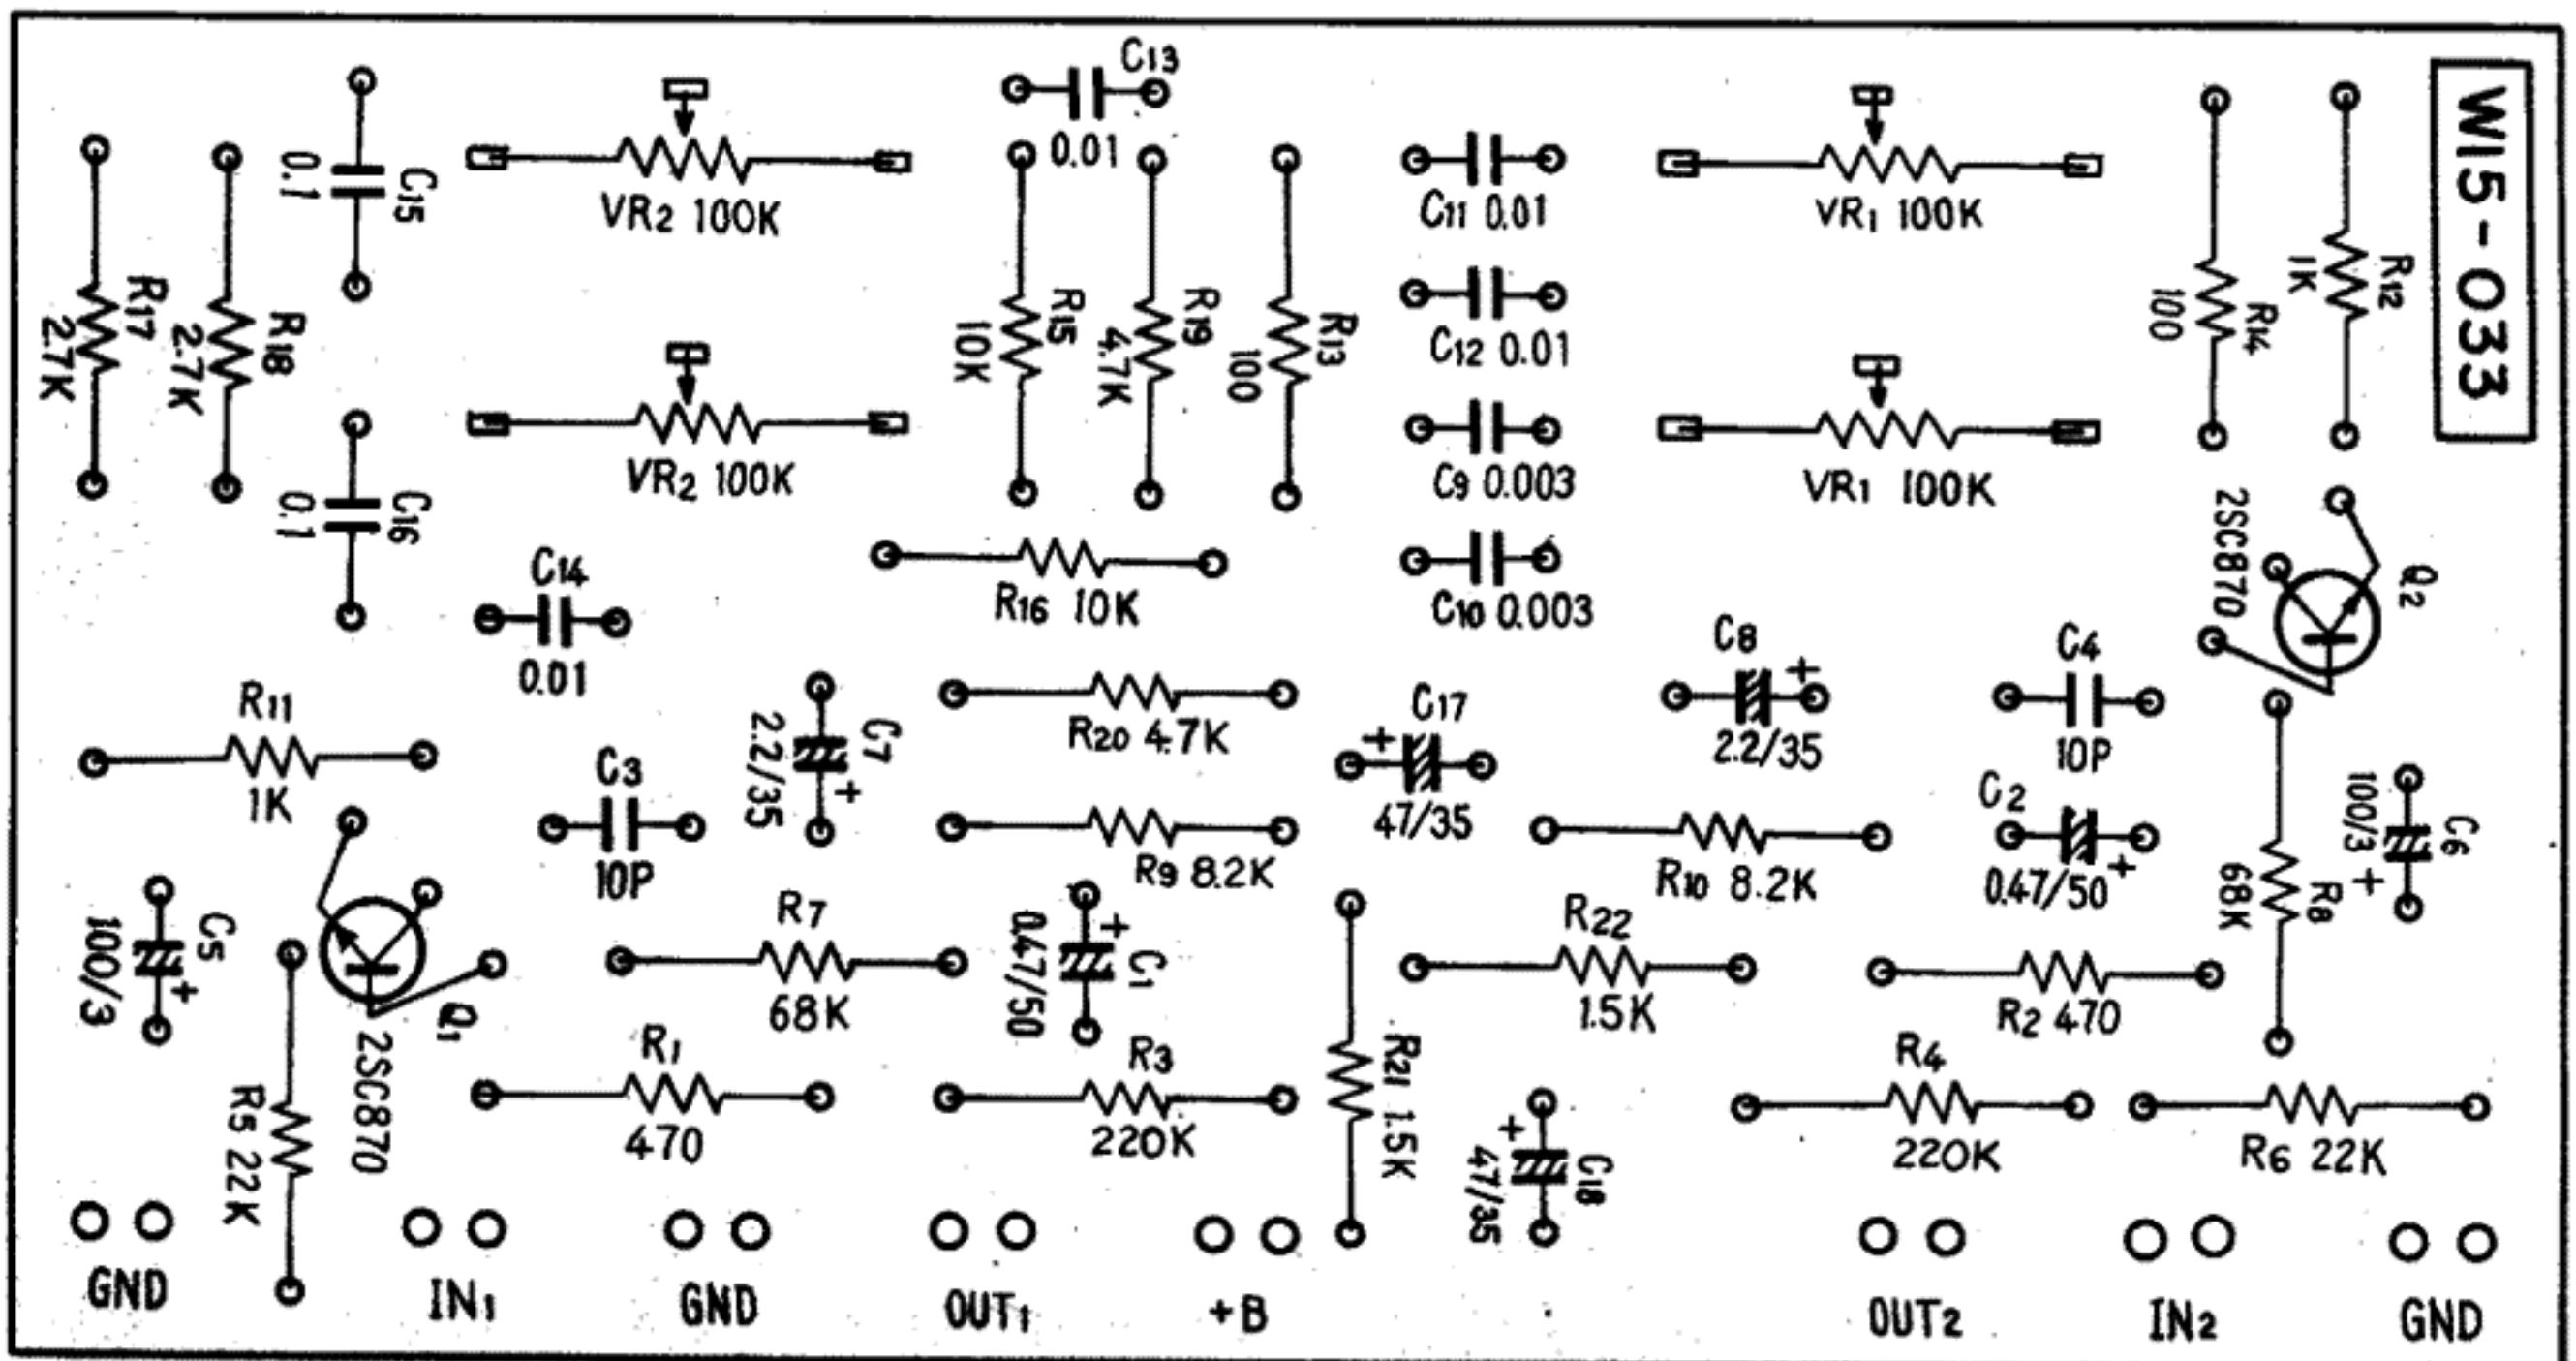 C13
0.01
W15-033
C15
0.1
VR2 100K
C11 0.01
VR1 100K
R12
1K
R14
100
R17
2.7K
R18
2.7K
R15
10K
R19
4.7K
R13
100
C12 0.01
VR2 100K
C9 0.003
VR1 100K
C16
0.1
C14
0.01
R16 10K
C10 0.003
2SC870
Q2
R11
1K
C7
2.2/35
R20 4.7K
C17
47/35
C8
2.2/35
C4
10P
C3
10P
R9 8.2K
R10 8.2K
C2
0.47/50
R8
68K
C6
100/3
C5
100/3
Q1
2SC870
R7
68K
C1
0.47/50
R22
1.5K
R2 470
R5 22K
R1
470
R3
220K
R21 1.5K
C18
47/35
R4
220K
R6 22K
GND
IN1
GND
OUT1
+B
OUT2
IN2
GND